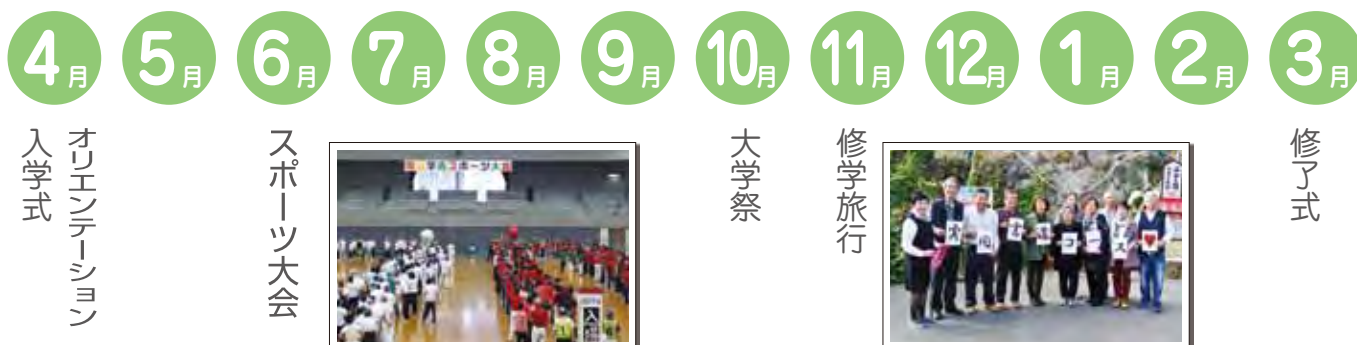 4月
5月
6月
7月
8月
9月
10月
11月
12月
1月
2月
3月
オリエンテーション
入学式
スポーツ大会
大学祭
修学旅行
修了式